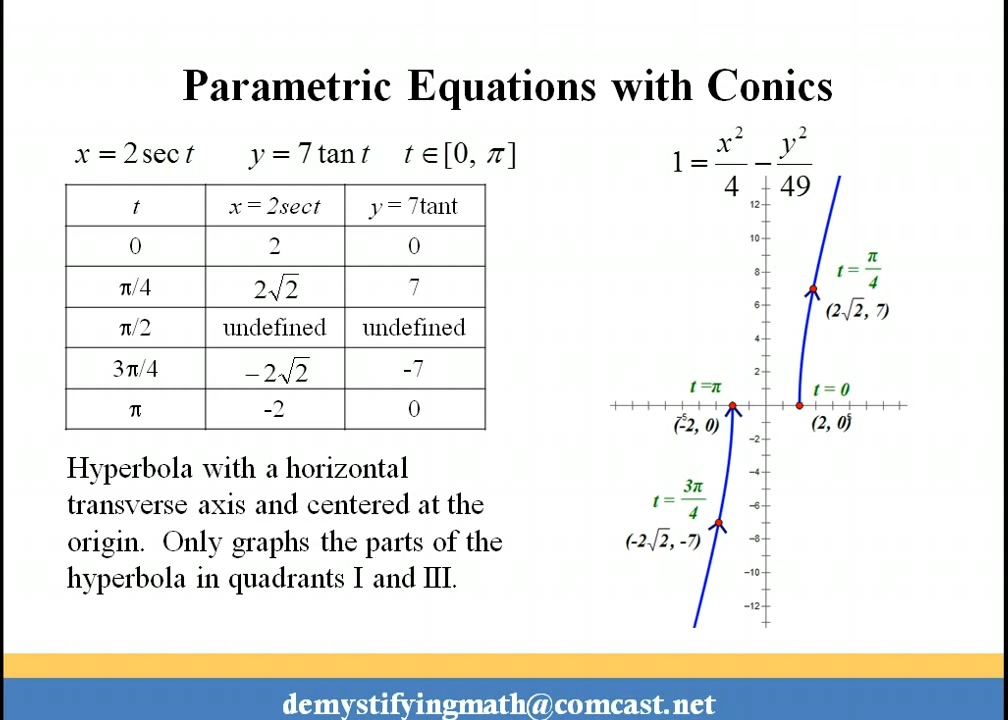 Parametric Equations with Conics
x = 2 sec t    y = 7 tan t    t ∈ [0, π]
1 = x²/4 − y²/49
t    x = 2sect    y = 7tant
0    2    0
π/4    2√2    7
π/2    undefined    undefined
3π/4    −2√2    -7
π    -2    0
Hyperbola with a horizontal
transverse axis and centered at the
origin.  Only graphs the parts of the
hyperbola in quadrants I and III.
12
10
8
t = π/4
6
(2√2, 7)
4
2
t =π
t = 0
-5
5
(-2, 0)
(2, 0)
-2
-4
t = 3π/4
-6
(-2√2, -7)
-8
-10
-12
demystifyingmath@comcast.net